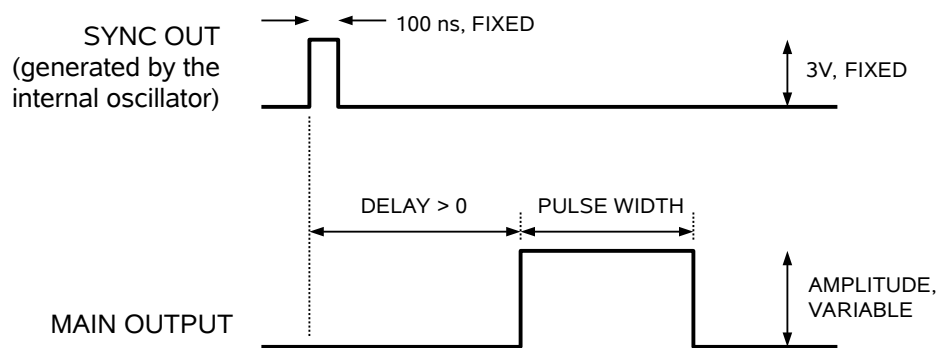 100 ns, FIXED
SYNC OUT
(generated by the
internal oscillator)
3V, FIXED
DELAY > 0
PULSE WIDTH
AMPLITUDE,
VARIABLE
MAIN OUTPUT